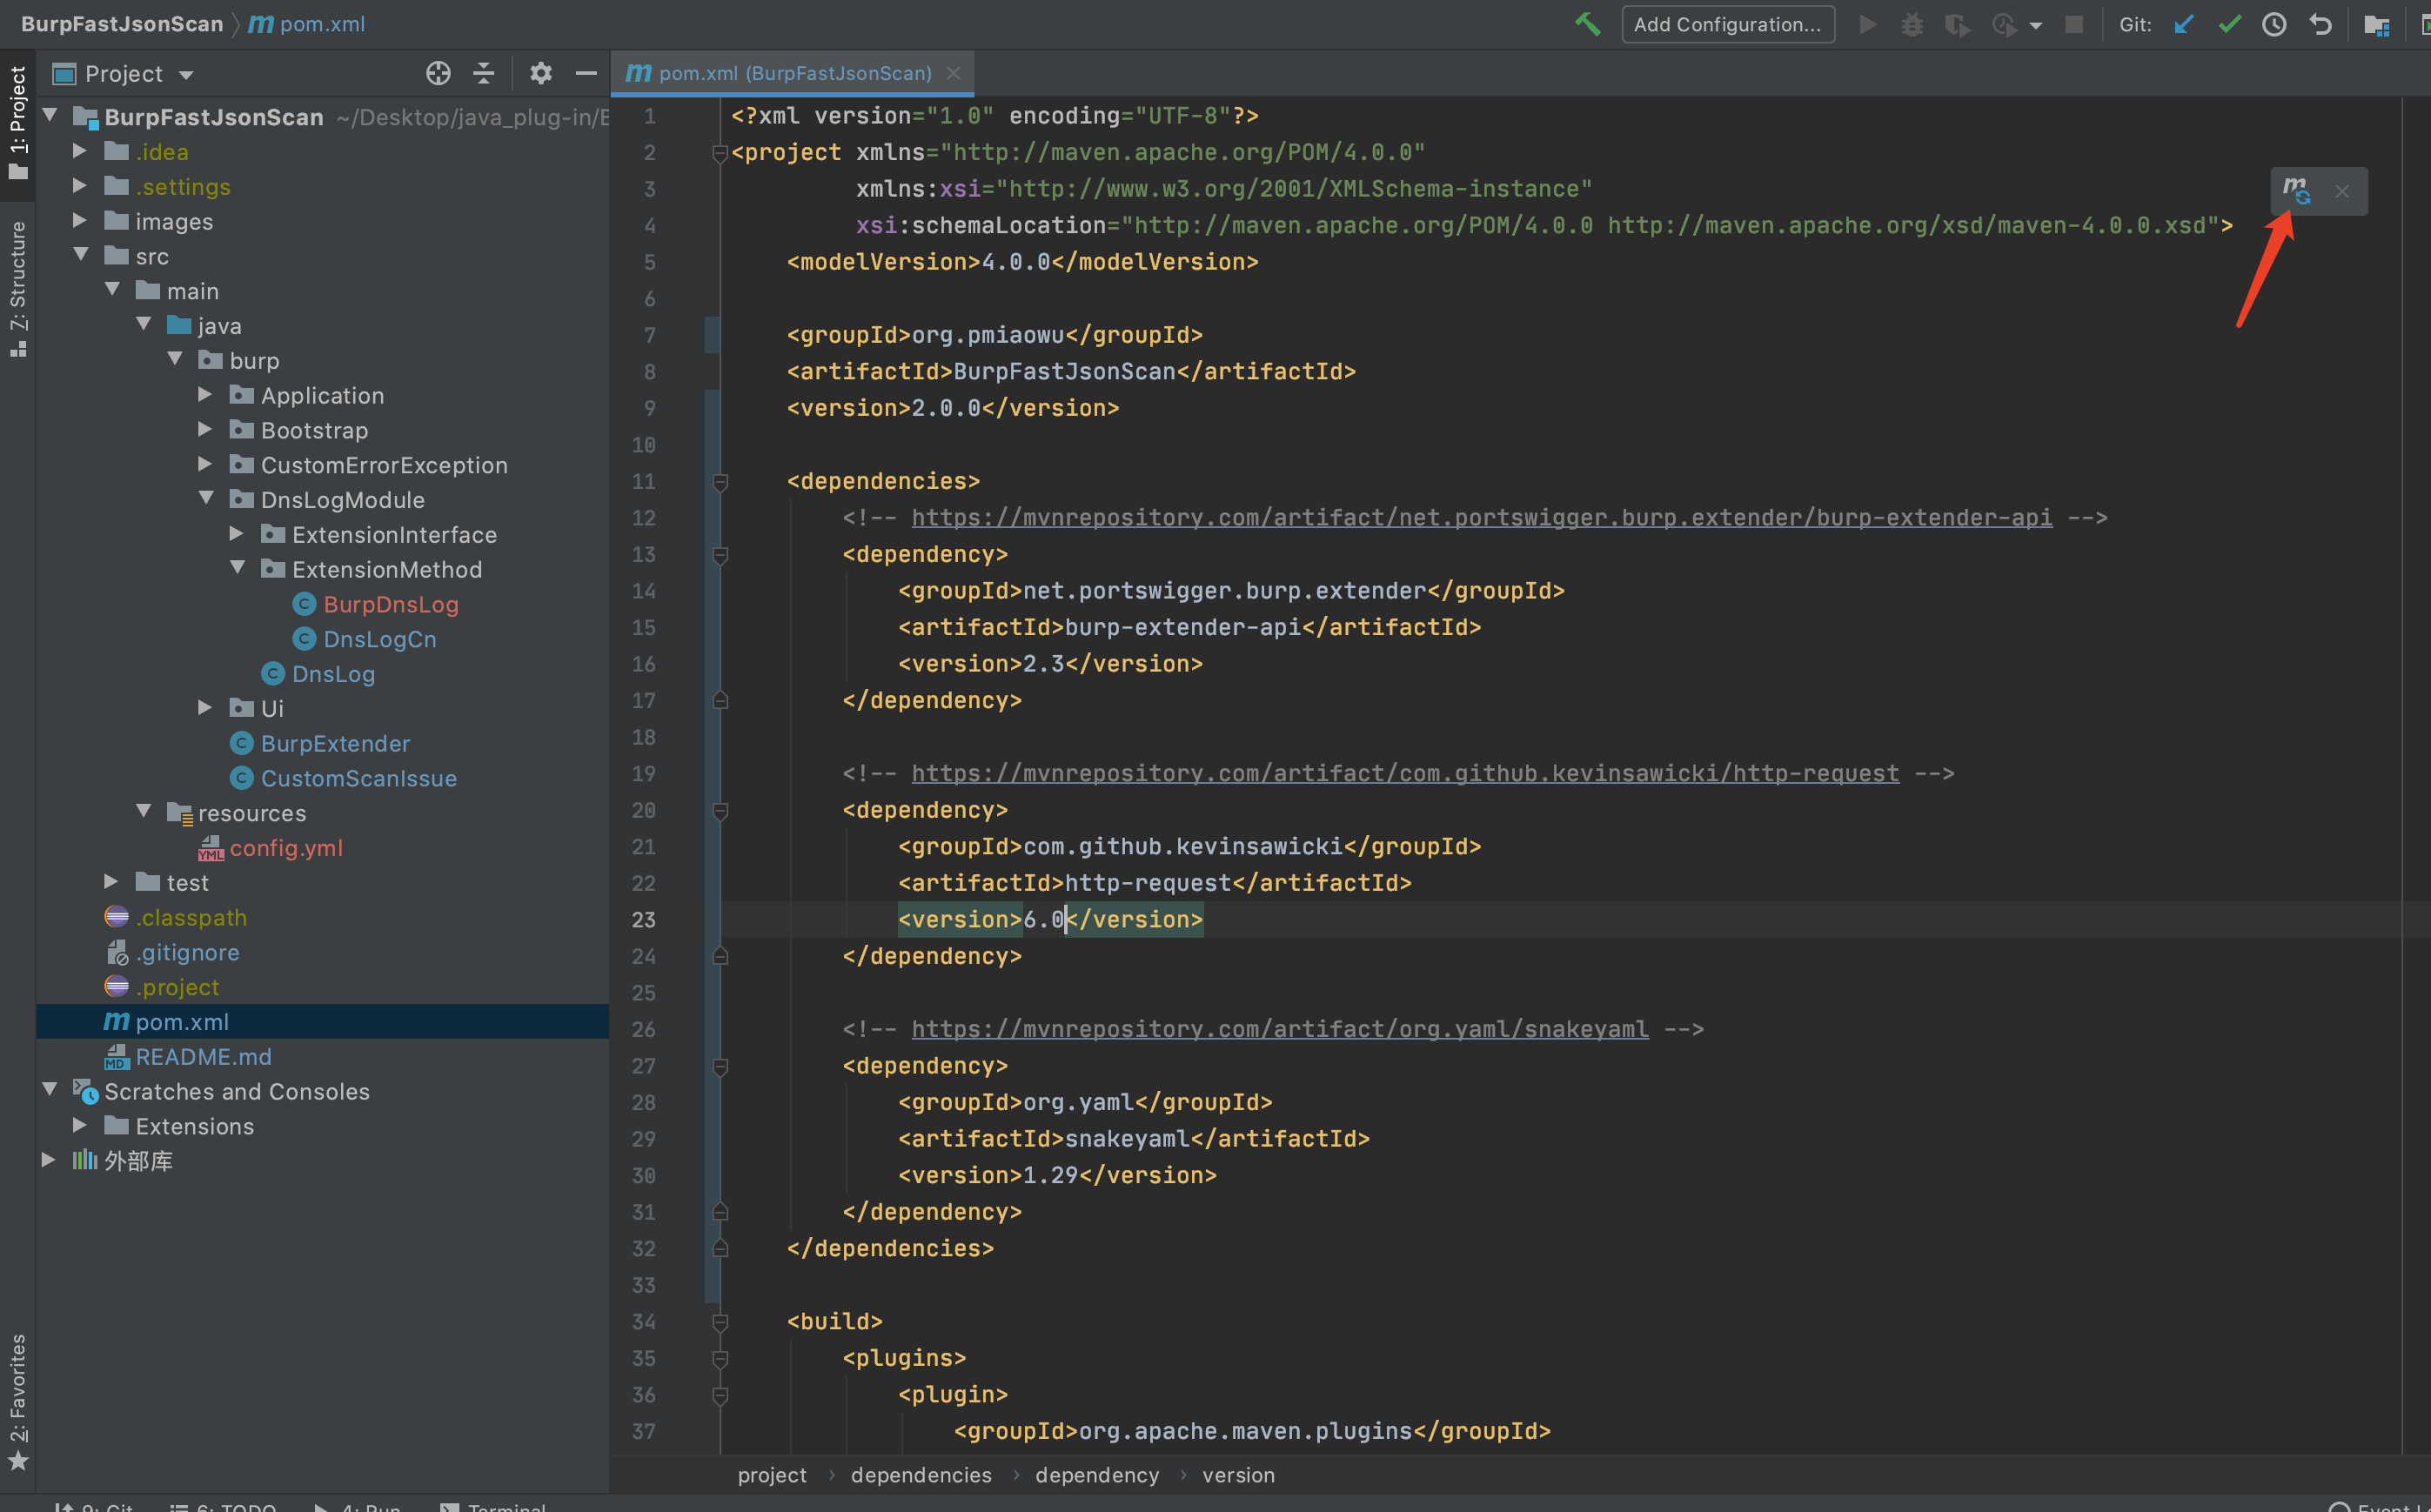 BurpFastJsonScan
m pom.xml
Add Configuration...
Git:
1: Project
7: Structure
2: Favorites
Project
BurpFastJsonScan ~/Desktop/java_plug-in/B
.idea
.settings
images
src
main
java
burp
Application
Bootstrap
CustomErrorException
DnsLogModule
ExtensionInterface
ExtensionMethod
BurpDnsLog
DnsLogCn
DnsLog
Ui
BurpExtender
CustomScanIssue
resources
config.yml
test
.classpath
.gitignore
.project
m pom.xml
README.md
Scratches and Consoles
Extensions
外部库
m pom.xml (BurpFastJsonScan)
1 <?xml version="1.0" encoding="UTF-8"?>
2 <project xmlns="http://maven.apache.org/POM/4.0.0"
3 xmlns:xsi="http://www.w3.org/2001/XMLSchema-instance"
4 xsi:schemaLocation="http://maven.apache.org/POM/4.0.0 http://maven.apache.org/xsd/maven-4.0.0.xsd">
5 <modelVersion>4.0.0</modelVersion>
6
7 <groupId>org.pmiaowu</groupId>
8 <artifactId>BurpFastJsonScan</artifactId>
9 <version>2.0.0</version>
10
11 <dependencies>
12 <!-- https://mvnrepository.com/artifact/net.portswigger.burp.extender/burp-extender-api -->
13 <dependency>
14 <groupId>net.portswigger.burp.extender</groupId>
15 <artifactId>burp-extender-api</artifactId>
16 <version>2.3</version>
17 </dependency>
18
19 <!-- https://mvnrepository.com/artifact/com.github.kevinsawicki/http-request -->
20 <dependency>
21 <groupId>com.github.kevinsawicki</groupId>
22 <artifactId>http-request</artifactId>
23 <version>6.0</version>
24 </dependency>
25
26 <!-- https://mvnrepository.com/artifact/org.yaml/snakeyaml -->
27 <dependency>
28 <groupId>org.yaml</groupId>
29 <artifactId>snakeyaml</artifactId>
30 <version>1.29</version>
31 </dependency>
32 </dependencies>
33
34 <build>
35 <plugins>
36 <plugin>
37 <groupId>org.apache.maven.plugins</groupId>
project › dependencies › dependency › version
9: Git 6: TODO 4: Run Terminal Event L